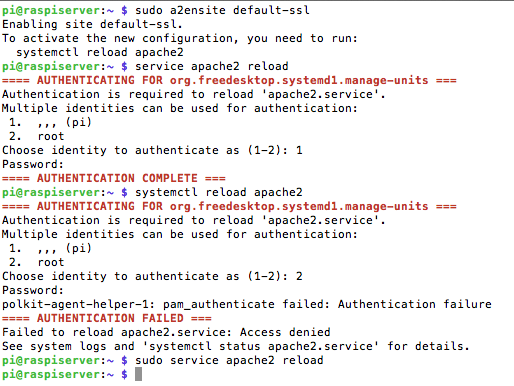 pi@raspiserver:~ $ sudo a2ensite default-ssl
Enabling site default-ssl.
To activate the new configuration, you need to run:
  systemctl reload apache2
pi@raspiserver:~ $ service apache2 reload
==== AUTHENTICATING FOR org.freedesktop.systemd1.manage-units ===
Authentication is required to reload 'apache2.service'.
Multiple identities can be used for authentication:
 1.  ,,, (pi)
 2.  root
Choose identity to authenticate as (1-2): 1
Password:
==== AUTHENTICATION COMPLETE ===
pi@raspiserver:~ $ systemctl reload apache2
==== AUTHENTICATING FOR org.freedesktop.systemd1.manage-units ===
Authentication is required to reload 'apache2.service'.
Multiple identities can be used for authentication:
 1.  ,,, (pi)
 2.  root
Choose identity to authenticate as (1-2): 2
Password:
polkit-agent-helper-1: pam_authenticate failed: Authentication failure
==== AUTHENTICATION FAILED ===
Failed to reload apache2.service: Access denied
See system logs and 'systemctl status apache2.service' for details.
pi@raspiserver:~ $ sudo service apache2 reload
pi@raspiserver:~ $